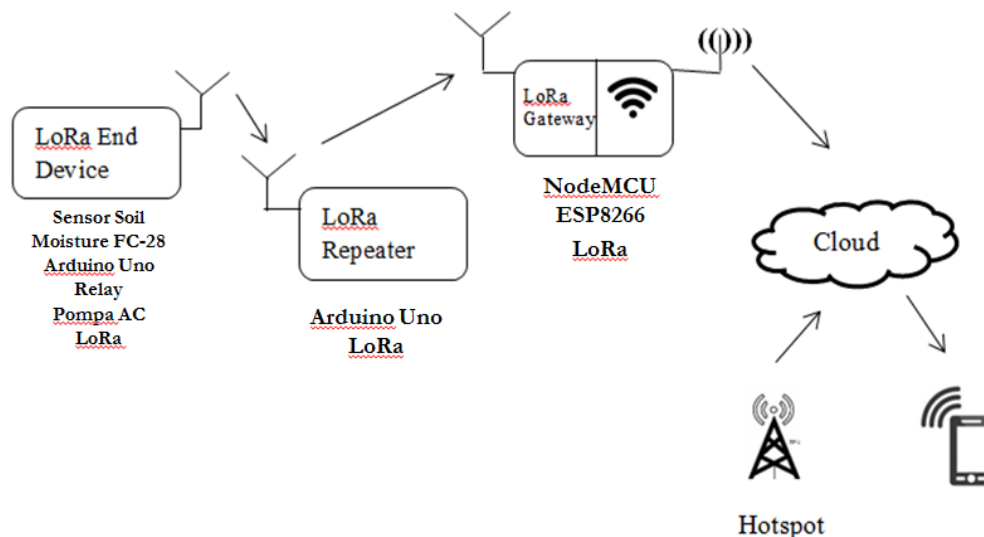 LoRa End
Device
Sensor Soil
Moisture FC-28
Arduino Uno
Relay
Pompa AC
LoRa
LoRa
Repeater
Arduino Uno
LoRa
LoRa
Gateway
NodeMCU
ESP8266
LoRa
Cloud
Hotspot